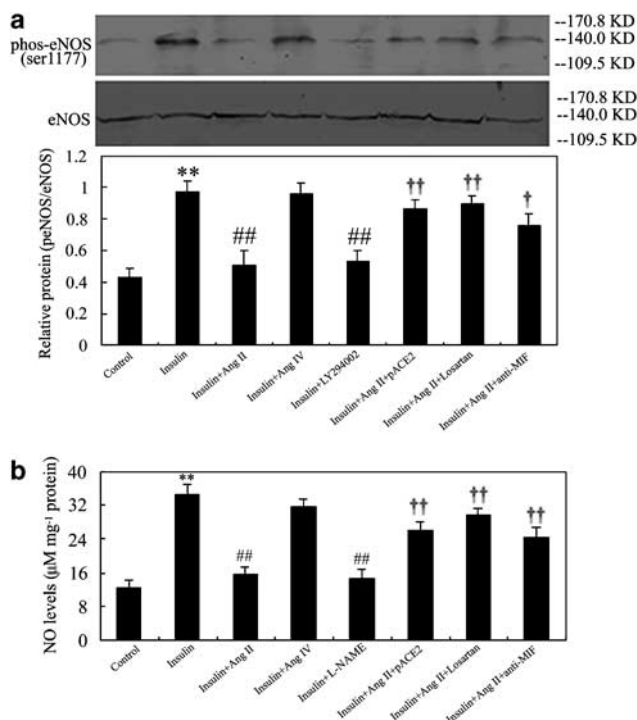 a
phos-eNOS
(ser1177)
--170.8 KD
--140.0 KD
--109.5 KD
eNOS
--170.8 KD
--140.0 KD
--109.5 KD
Relative protein (peNOS/eNOS)
1.2
1
0.8
0.6
0.4
0.2
0
**
##
##
††
††
†
Control
Insulin
Insulin+Ang II
Insulin+Ang IV
Insulin+LY294002
Insulin+Ang II+pACE2
Insulin+Ang II+Losartan
Insulin+Ang II+anti-MIF
b
NO levels (μM mg⁻¹ protein)
40
32
24
16
8
0
**
##
##
††
††
††
Control
Insulin
Insulin+Ang II
Insulin+Ang IV
Insulin+L-NAME
Insulin+Ang II+pACE2
Insulin+Ang II+Losartan
Insulin+Ang II+anti-MIF